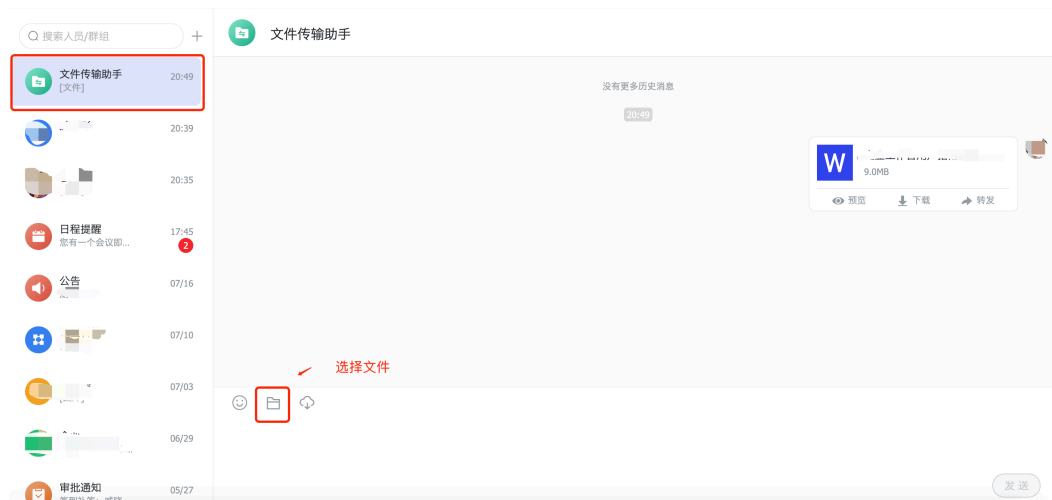 搜索人员/群组
文件传输助手
文件传输助手
20:49
[文件]
20:39
20:35
日程提醒
17:45
您有一个会议即...
2
公告
07/16
07/10
07/03
06/29
审批通知
05/27
没有更多历史消息
20:49
W
9.0MB
预览
下载
转发
选择文件
发送